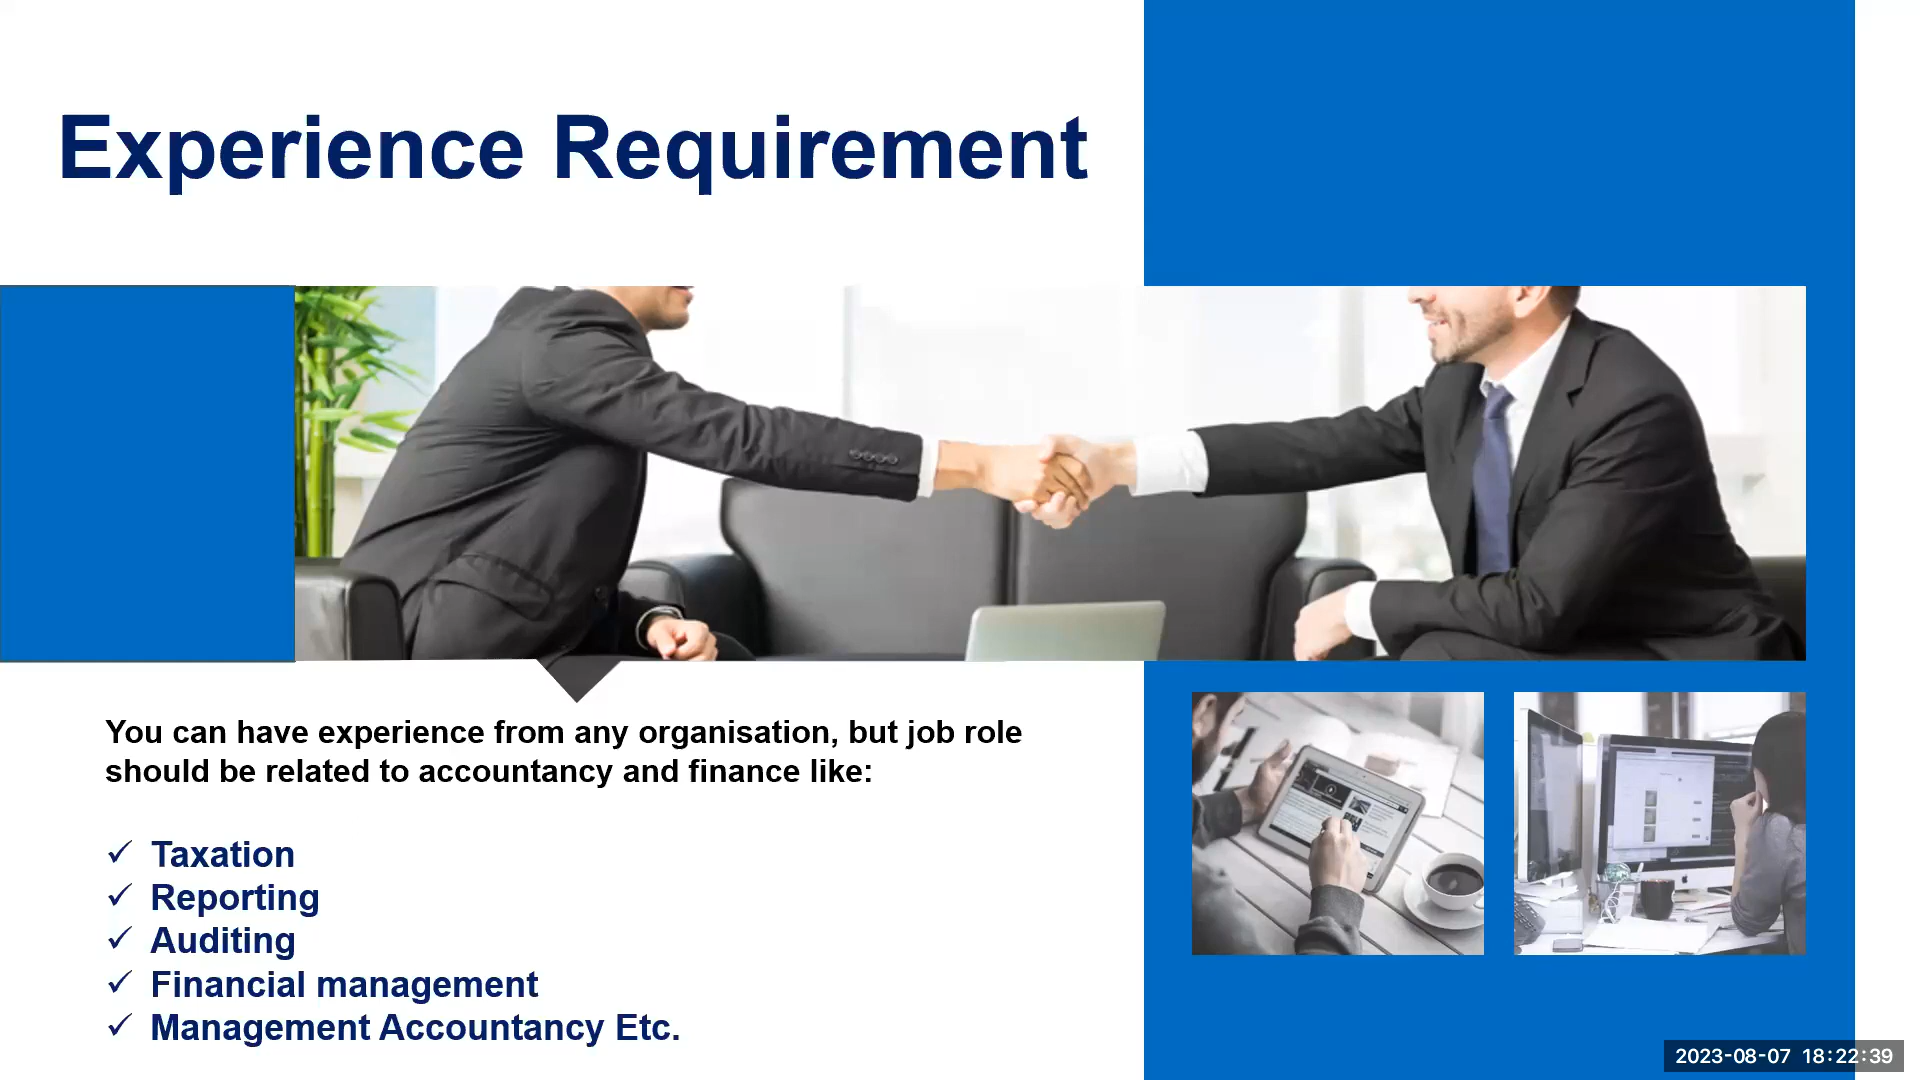 Experience Requirement
You can have experience from any organisation, but job role
should be related to accountancy and finance like:
✓ Taxation
✓ Reporting
✓ Auditing
✓ Financial management
✓ Management Accountancy Etc.
2023-08-07 18:22:39